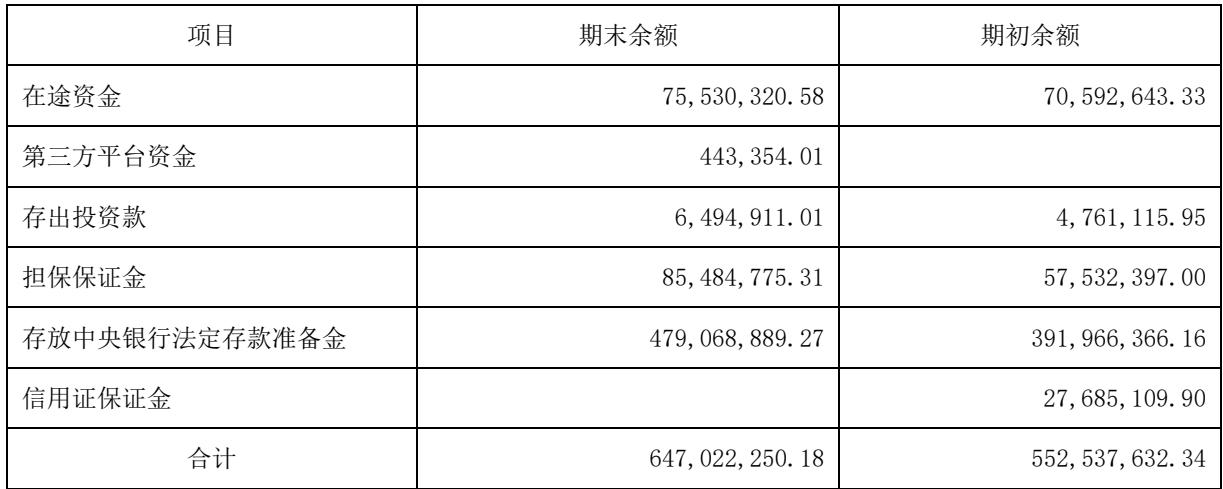 项目 期末余额 期初余额
在途资金 75,530,320.58 70,592,643.33
第三方平台资金 443,354.01
存出投资款 6,494,911.01 4,761,115.95
担保保证金 85,484,775.31 57,532,397.00
存放中央银行法定存款准备金 479,068,889.27 391,966,366.16
信用证保证金 27,685,109.90
合计 647,022,250.18 552,537,632.34